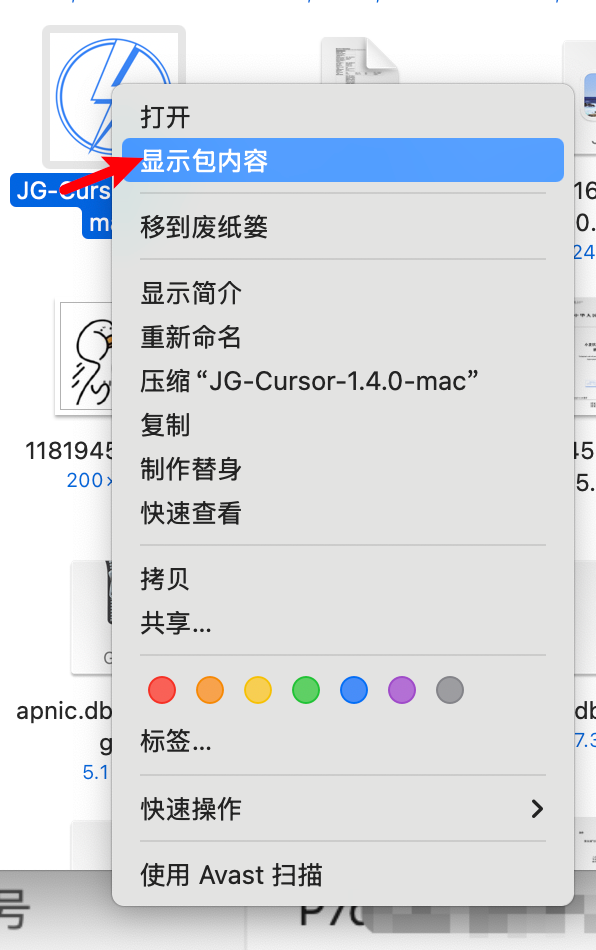 JG-Curs
ma
打开
显示包内容
移到废纸篓
显示简介
重新命名
压缩 “JG-Cursor-1.4.0-mac”
复制
制作替身
快速查看
拷贝
共享...
标签...
快速操作
使用 Avast 扫描
16
0.
24
1181945
200×
45
5.
apnic.db
g
5.1
db
7.3
号